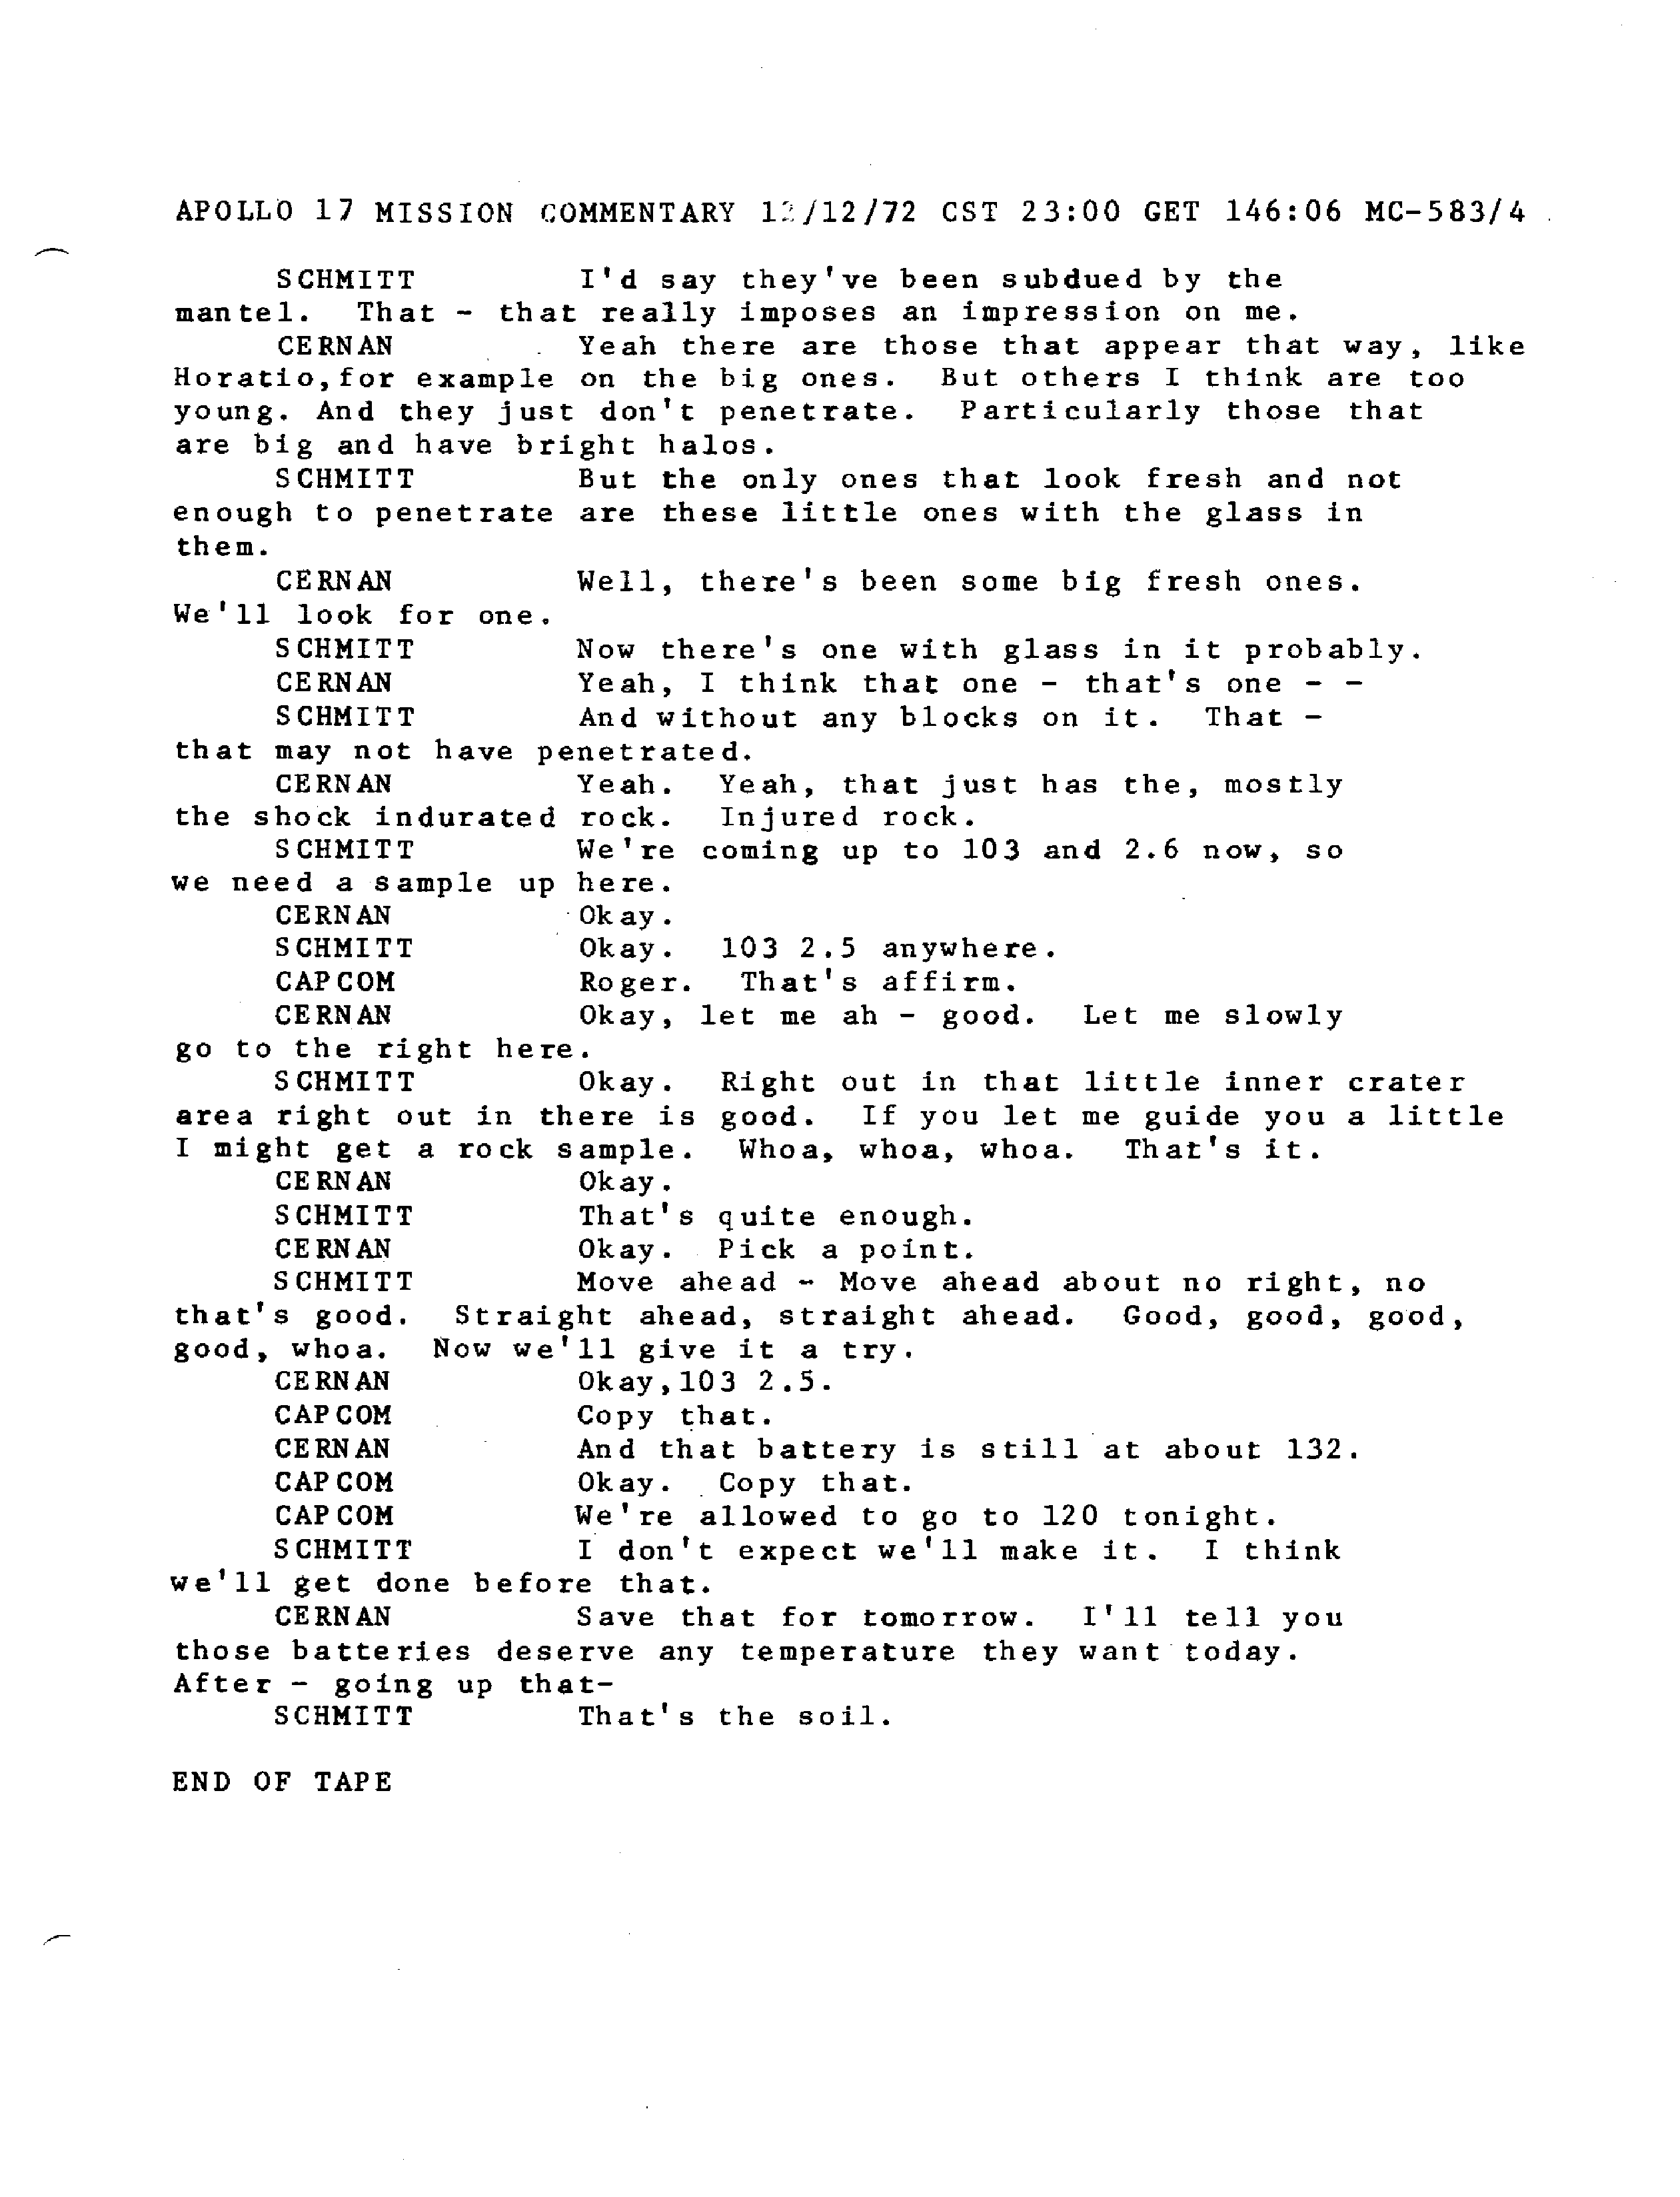 APOLLO 17 MISSION COMMENTARY 12/12/72 CST 23:00 GET 146:06 MC-583/4
SCHMITT I'd say they've been subdued by the
mantel. That - that really imposes an impression on me.
CERNAN Yeah there are those that appear that way, like
Horatio,for example on the big ones. But others I think are too
young. And they just don't penetrate. Particularly those that
are big and have bright halos.
SCHMITT But the only ones that look fresh and not
enough to penetrate are these little ones with the glass in
them.
CERNAN Well, there's been some big fresh ones.
We'll look for one.
SCHMITT Now there's one with glass in it probably.
CERNAN Yeah, I think that one - that's one - -
SCHMITT And without any blocks on it. That -
that may not have penetrated.
CERNAN Yeah. Yeah, that just has the, mostly
the shock indurated rock. Injured rock.
SCHMITT We're coming up to 103 and 2.6 now, so
we need a sample up here.
CERNAN Okay.
SCHMITT Okay. 103 2.5 anywhere.
CAPCOM Roger. That's affirm.
CERNAN Okay, let me ah - good. Let me slowly
go to the right here.
SCHMITT Okay. Right out in that little inner crater
area right out in there is good. If you let me guide you a little
I might get a rock sample. Whoa, whoa, whoa. That's it.
CERNAN Okay.
SCHMITT That's quite enough.
CERNAN Okay. Pick a point.
SCHMITT Move ahead - Move ahead about no right, no
that's good. Straight ahead, straight ahead. Good, good, good,
good, whoa. Now we'll give it a try.
CERNAN Okay,103 2.5.
CAPCOM Copy that.
CERNAN And that battery is still at about 132.
CAPCOM Okay. Copy that.
CAPCOM We're allowed to go to 120 tonight.
SCHMITT I don't expect we'll make it. I think
we'll get done before that.
CERNAN Save that for tomorrow. I'll tell you
those batteries deserve any temperature they want today.
After - going up that-
SCHMITT That's the soil.
END OF TAPE